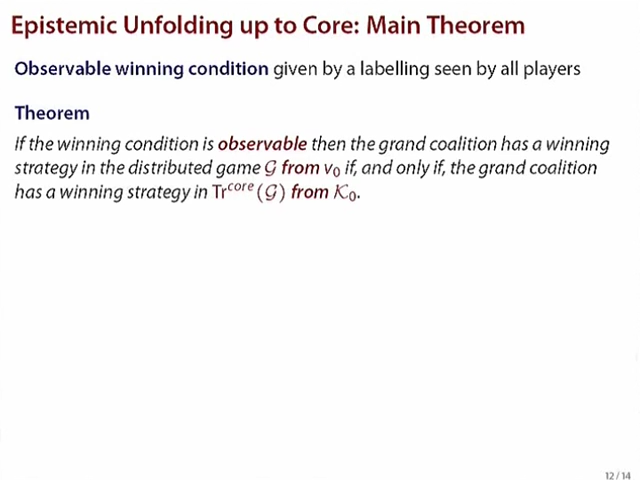 Epistemic Unfolding up to Core: Main Theorem
Observable winning condition given by a labelling seen by all players
Theorem
If the winning condition is observable then the grand coalition has a winning
strategy in the distributed game 𝒢 from v₀ if, and only if, the grand coalition
has a winning strategy in Tr^core(𝒢) from 𝒦₀.
12 / 14